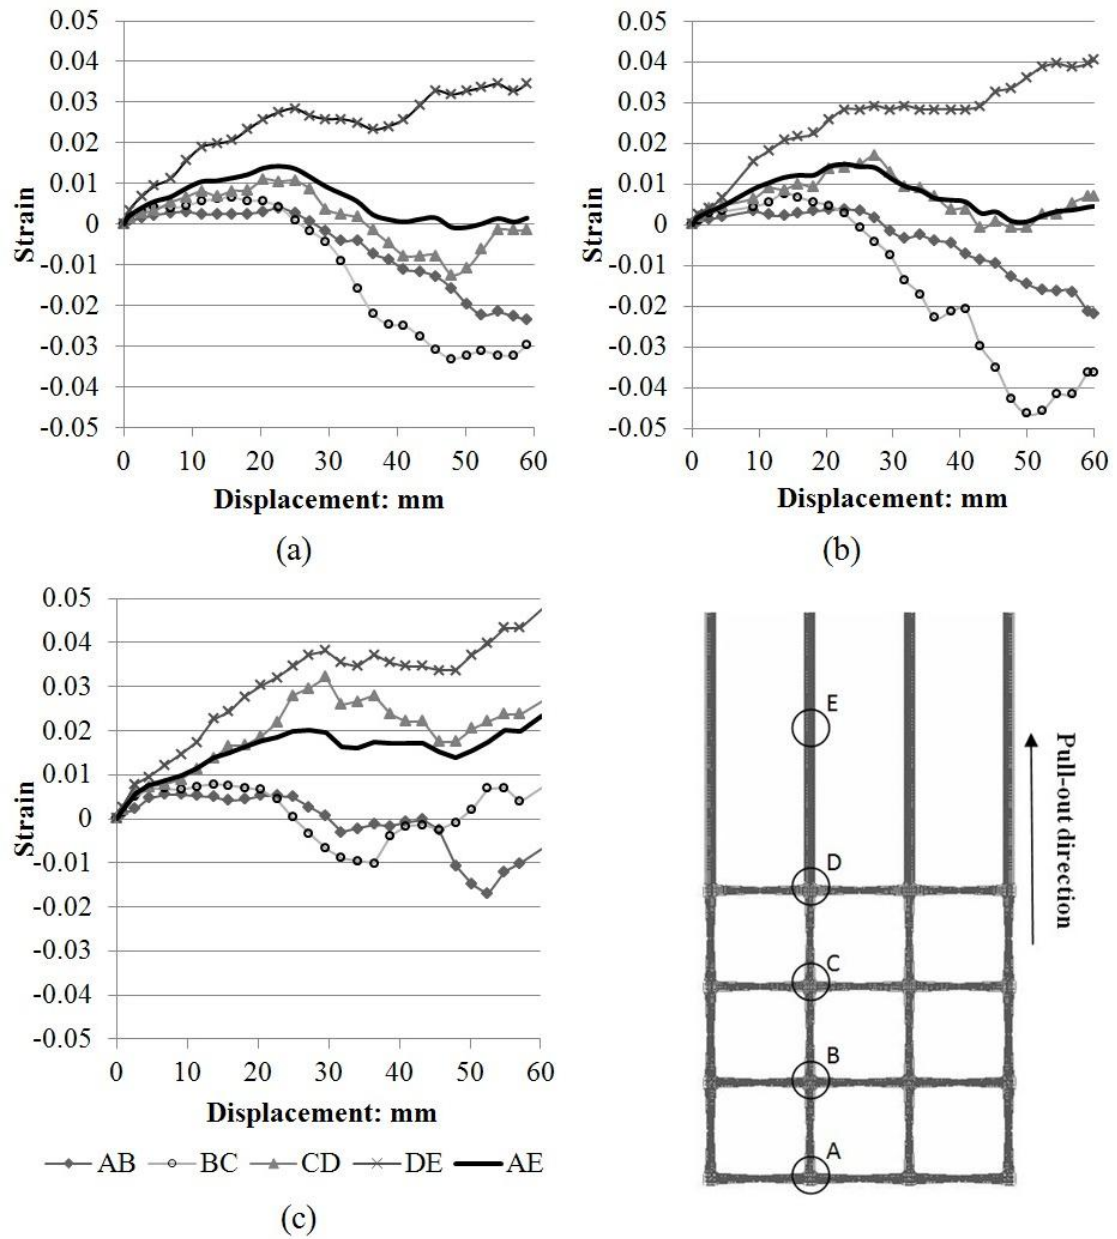 0.05
0.04
0.03
0.02
0.01
0
-0.01
-0.02
-0.03
-0.04
-0.05
Strain
0 10 20 30 40 50 60
Displacement: mm
(a)
0.05
0.04
0.03
0.02
0.01
0
-0.01
-0.02
-0.03
-0.04
-0.05
Strain
0 10 20 30 40 50 60
Displacement: mm
(b)
0.05
0.04
0.03
0.02
0.01
0
-0.01
-0.02
-0.03
-0.04
-0.05
Strain
0 10 20 30 40 50 60
Displacement: mm
AB BC CD DE AE
(c)
E
D
C
B
A
Pull-out direction